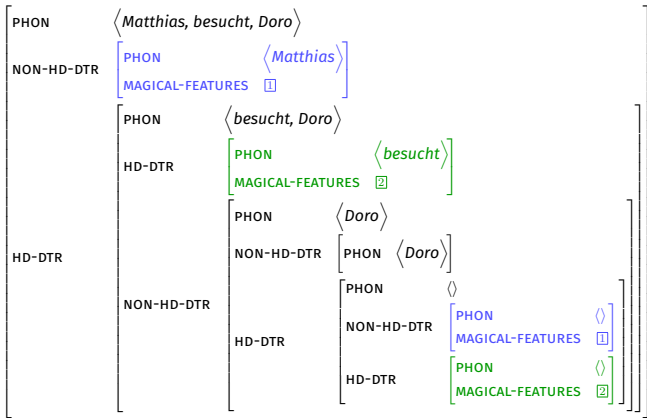 PHON ⟨Matthias, besucht, Doro⟩
NON-HD-DTR [PHON ⟨Matthias⟩
MAGICAL-FEATURES 1]
HD-DTR [PHON ⟨besucht, Doro⟩
HD-DTR [PHON ⟨besucht⟩
MAGICAL-FEATURES 2]
NON-HD-DTR [PHON ⟨Doro⟩
NON-HD-DTR [PHON ⟨Doro⟩]
HD-DTR [PHON ⟨⟩
NON-HD-DTR [PHON ⟨⟩
MAGICAL-FEATURES 1]
HD-DTR [PHON ⟨⟩
MAGICAL-FEATURES 2]]]]